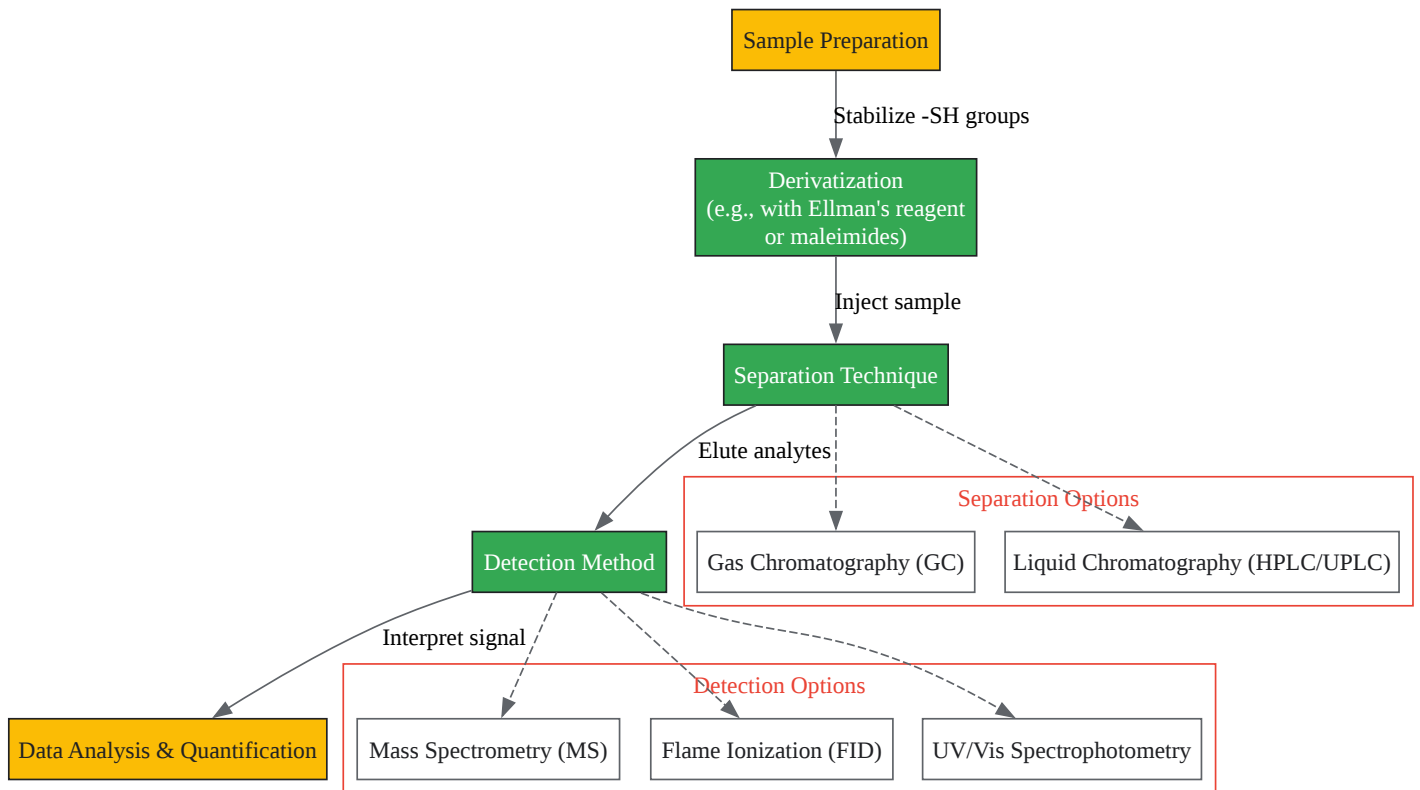 Sample Preparation
Stabilize -SH groups
Derivatization
(e.g., with Ellman's reagent
or maleimides)
Inject sample
Separation Technique
Elute analytes
Separation Options
Detection Method
Gas Chromatography (GC)
Liquid Chromatography (HPLC/UPLC)
Interpret signal
Detection Options
Data Analysis & Quantification
Mass Spectrometry (MS)
Flame Ionization (FID)
UV/Vis Spectrophotometry